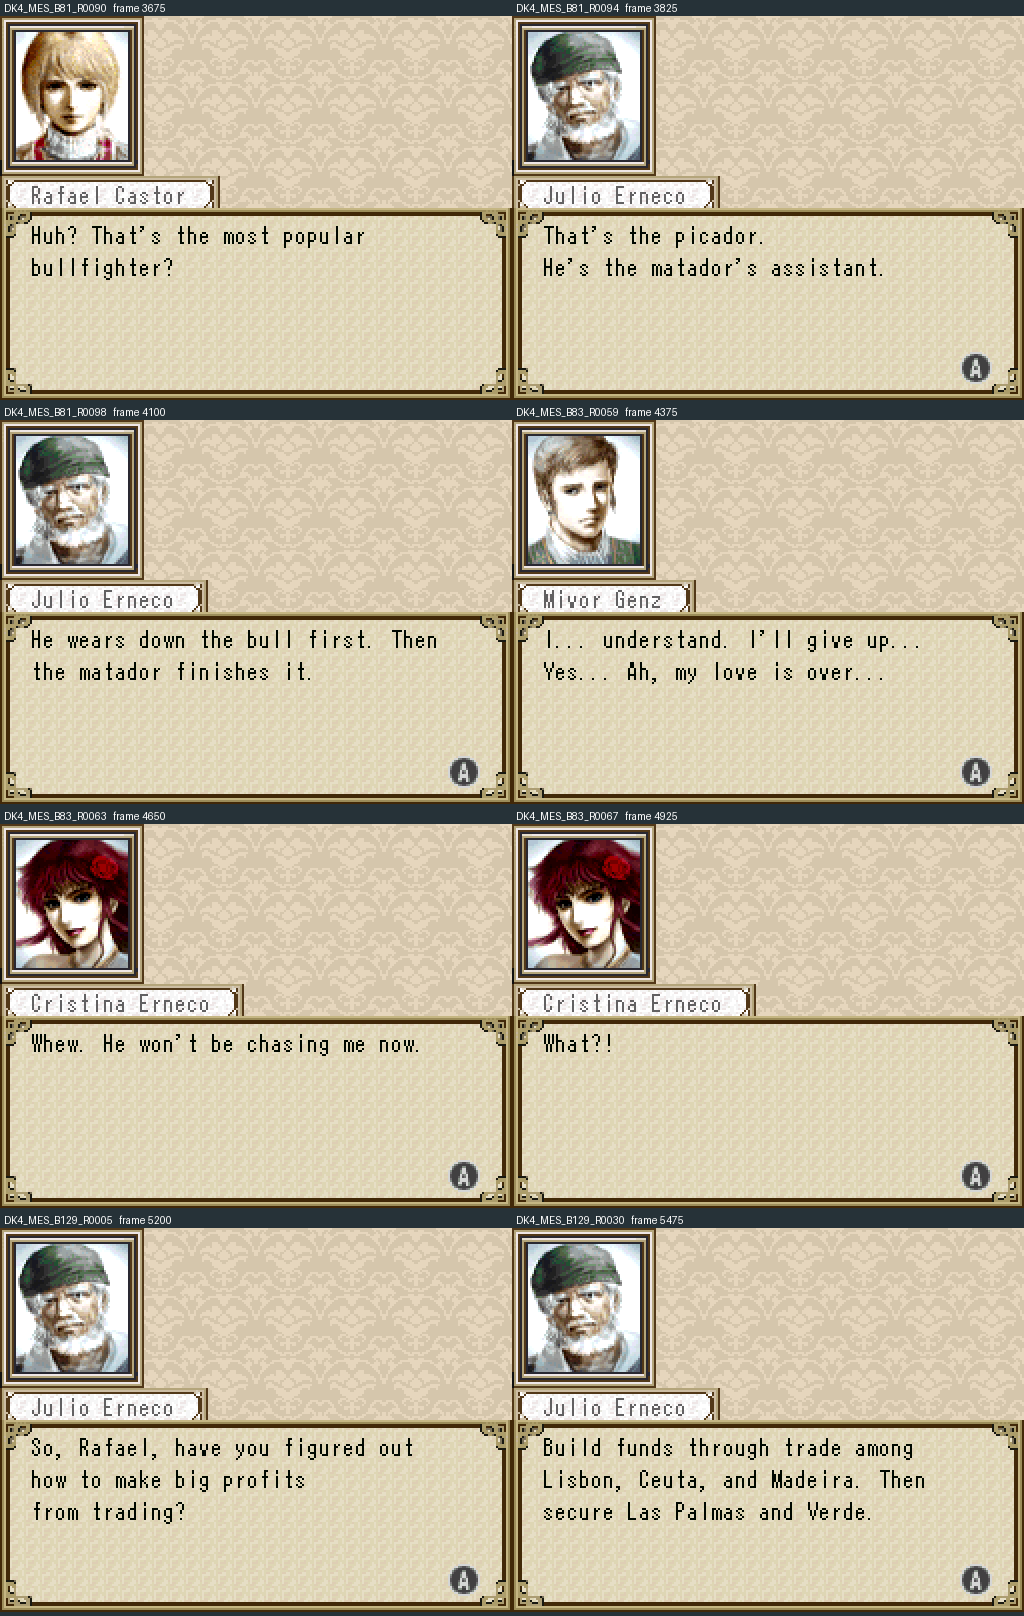 DK4_MES_B81_R0090 frame 3675
Rafael Castor
Huh? That's the most popular
bullfighter?
DK4_MES_B81_R0094 frame 3825
Julio Erneco
That's the picador.
He's the matador's assistant.
A
DK4_MES_B81_R0098 frame 4100
Julio Erneco
He wears down the bull first. Then
the matador finishes it.
A
DK4_MES_B83_R0059 frame 4375
Mivor Genz
I... understand. I'll give up...
Yes... Ah, my love is over...
A
DK4_MES_B83_R0063 frame 4650
Cristina Erneco
Whew. He won't be chasing me now.
A
DK4_MES_B83_R0067 frame 4925
Cristina Erneco
What?!
A
DK4_MES_B129_R0005 frame 5200
Julio Erneco
So, Rafael, have you figured out
how to make big profits
from trading?
A
DK4_MES_B129_R0030 frame 5475
Julio Erneco
Build funds through trade among
Lisbon, Ceuta, and Madeira. Then
secure Las Palmas and Verde.
A